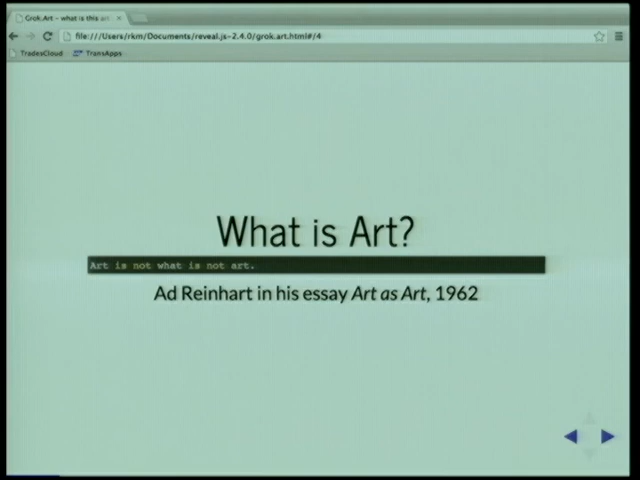 Grok.Art – what is this art
file:///Users/rkm/Documents/reveal.js-2.4.0/grok.art.html#/4
TradesCloud TransApps
What is Art?
Art is not what is not art.
Ad Reinhart in his essay Art as Art, 1962